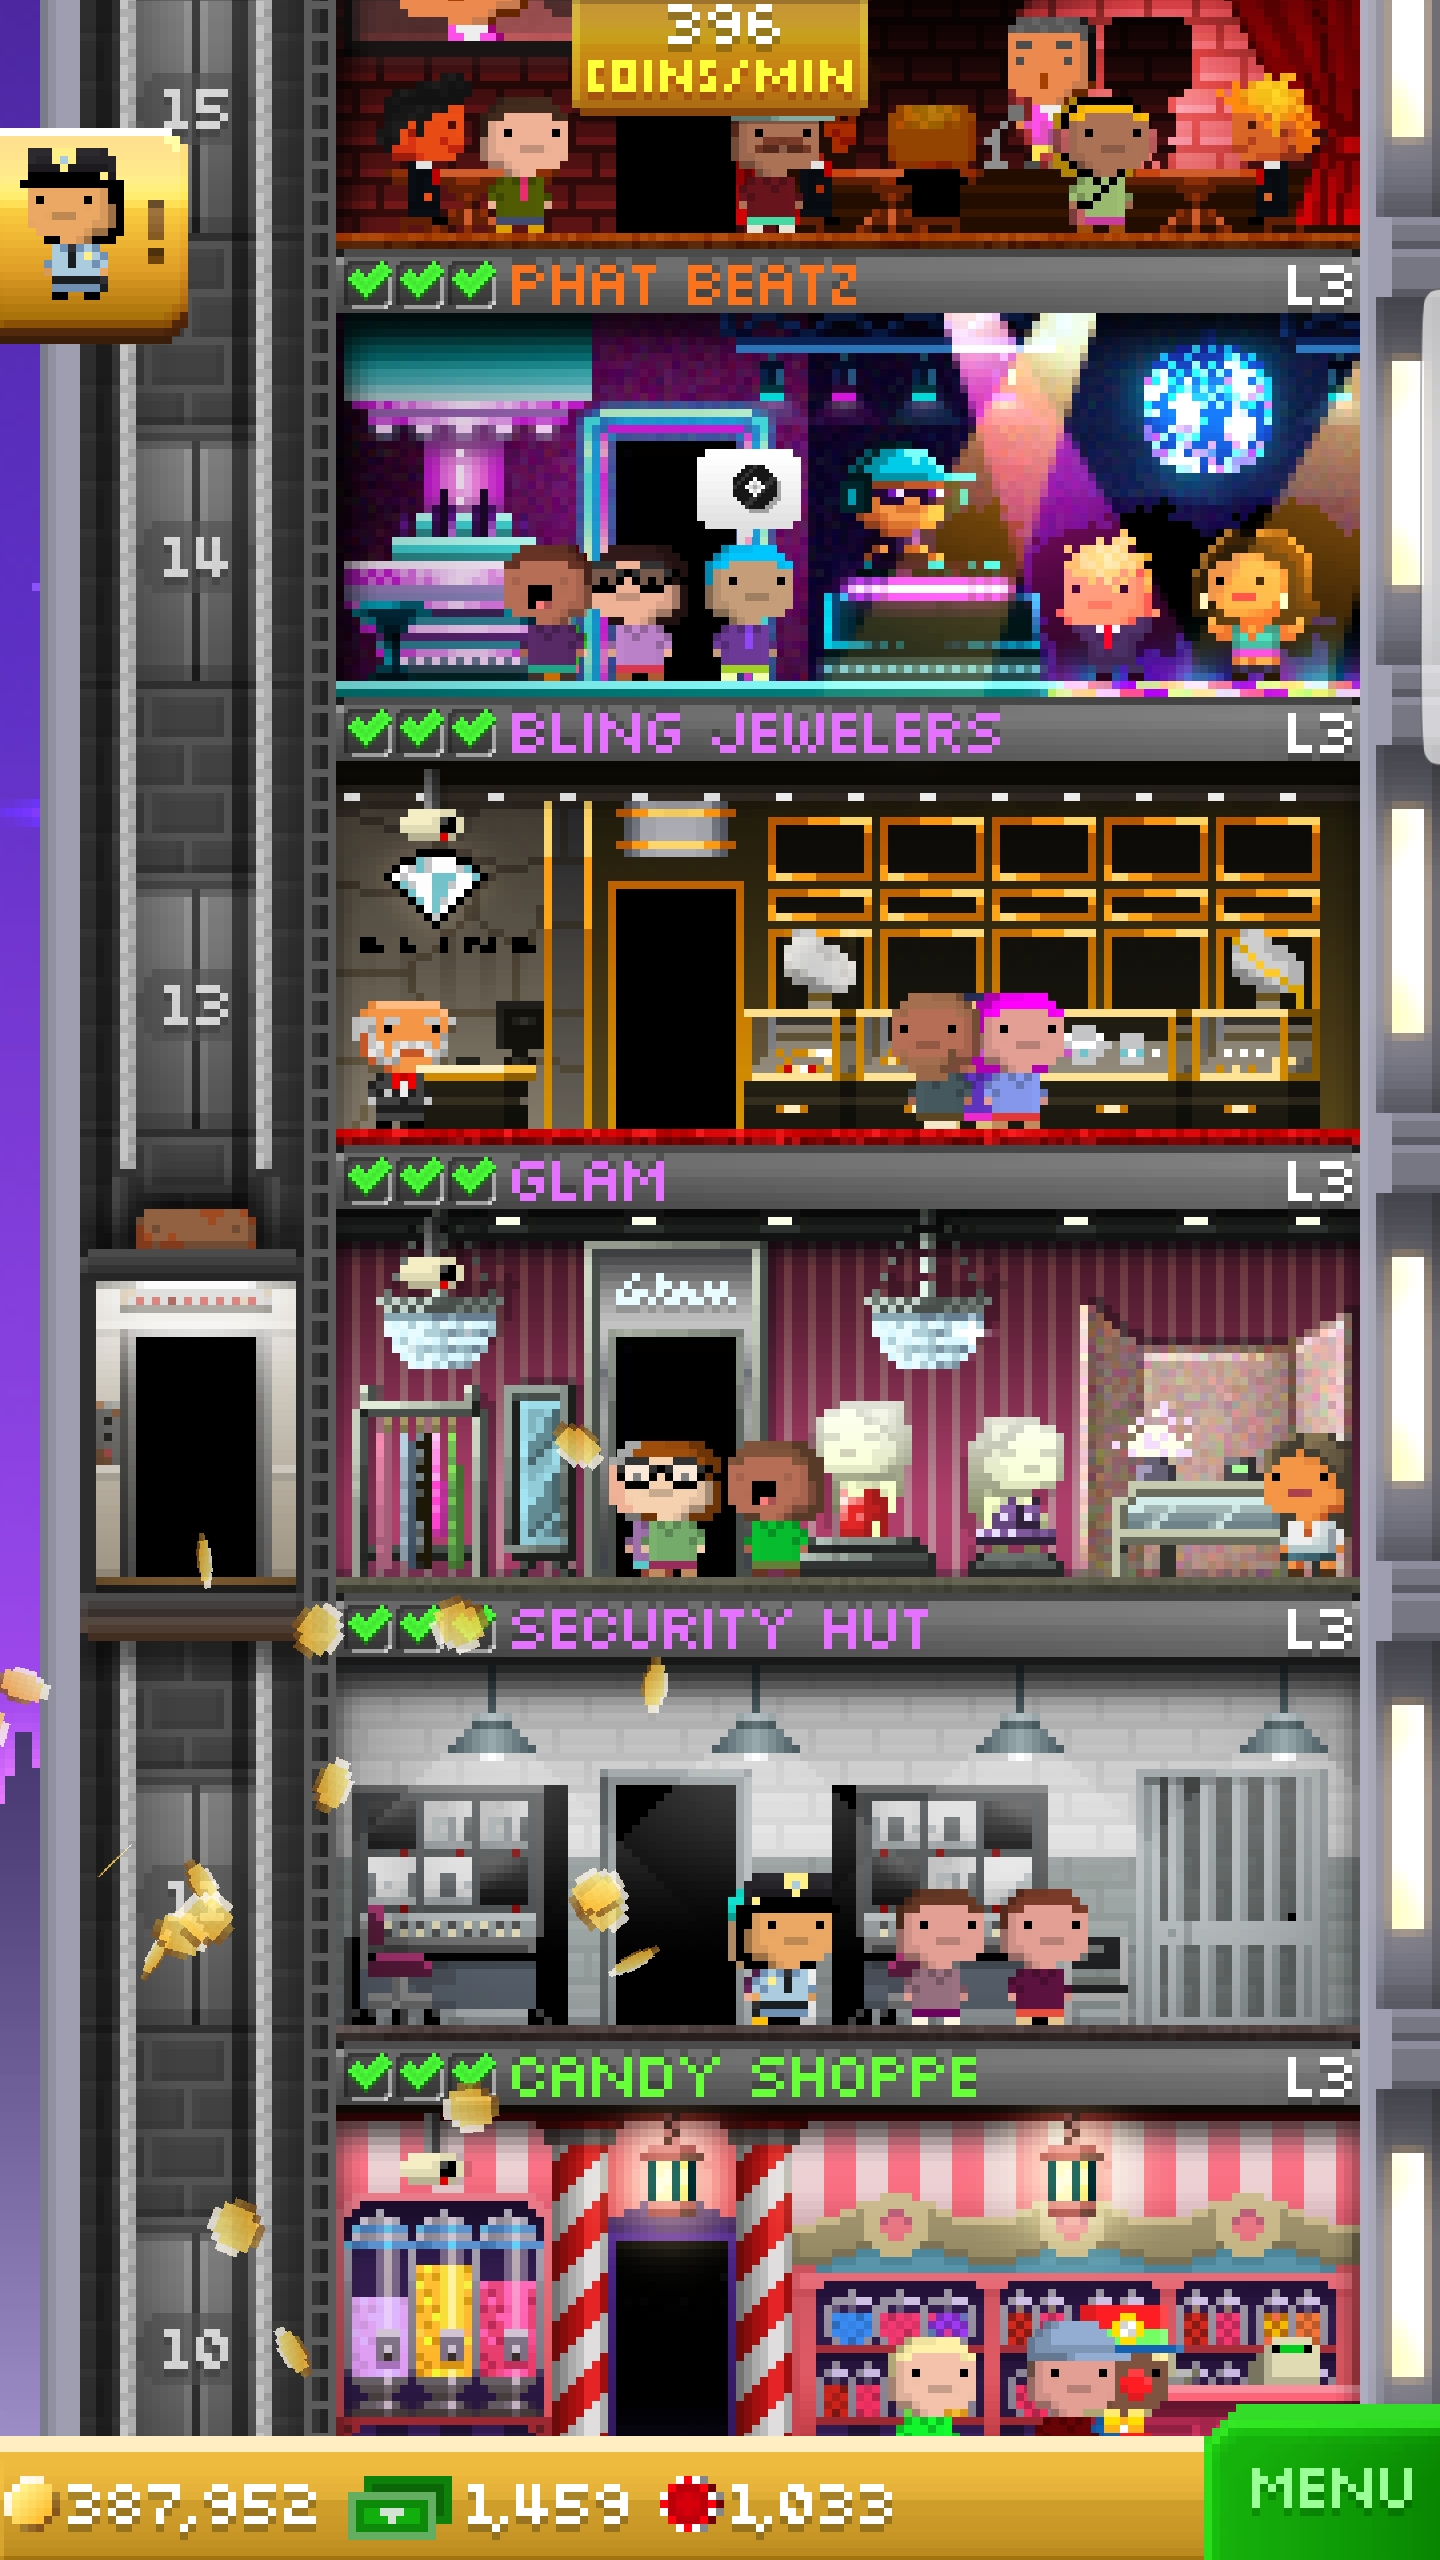 396
COINS/MIN
15
!
PHAT BEATZ L3
14
BLING JEWELERS L3
BLING
13
GLAM L3
Glam
SECURITY HUT L3
CANDY SHOPPE L3
10
387,952 1,459 1,033
MENU